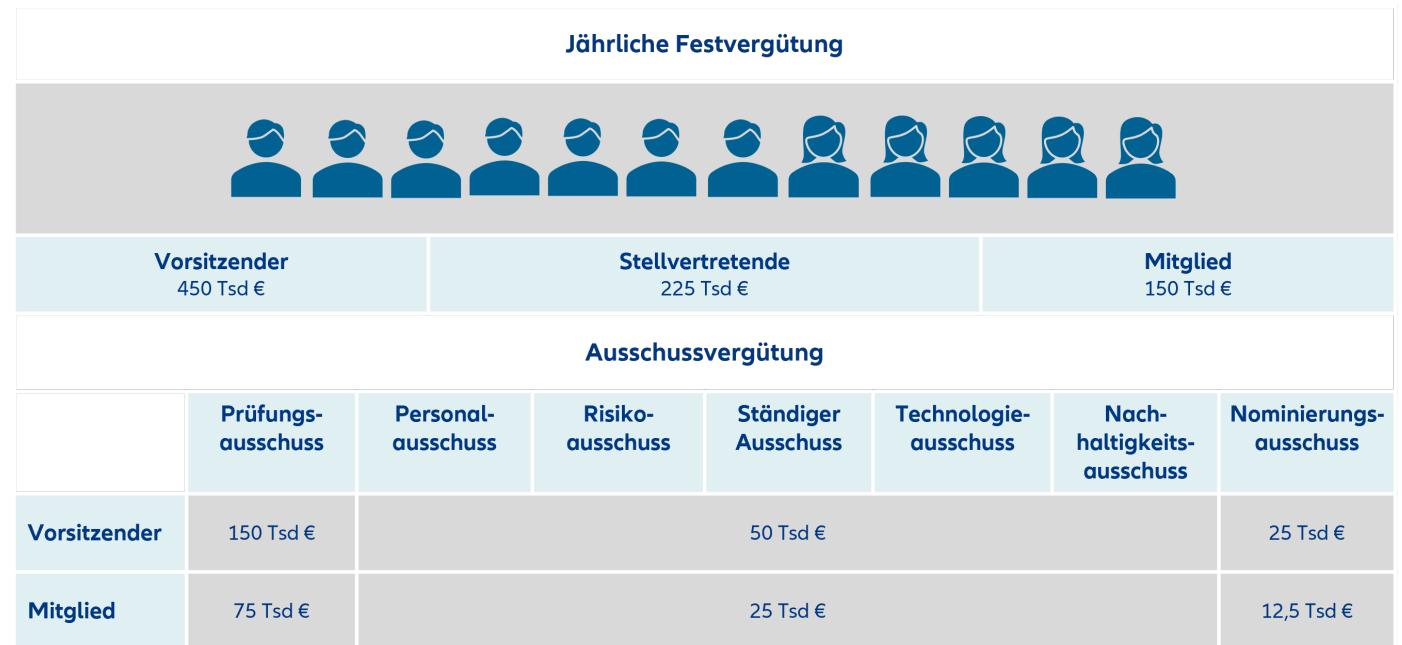 Jährliche Festvergütung
Vorsitzender
450 Tsd €
Stellvertretende
225 Tsd €
Mitglied
150 Tsd €
Ausschussvergütung
Prüfungs-
ausschuss
Personal-
ausschuss
Risiko-
ausschuss
Ständiger
Ausschuss
Technologie-
ausschuss
Nach-
haltigkeits-
ausschuss
Nominierungs-
ausschuss
Vorsitzender
150 Tsd €
50 Tsd €
25 Tsd €
Mitglied
75 Tsd €
25 Tsd €
12,5 Tsd €